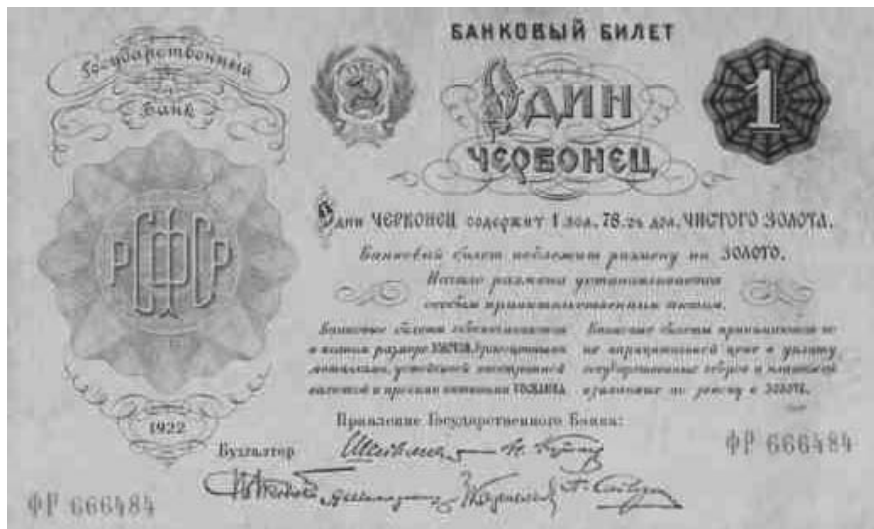 Государственный
Банк
РСФСР
1922
ФР 666484
БАНКОВЫЙ БИЛЕТ
1
ОДИН
ЧЕРВОНЕЦ
Один ЧЕРВОНЕЦ содержит 1 зол. 78.24 дол. ЧИСТОГО ЗОЛОТА.
Банковый билет подлежит размену на ЗОЛОТО.
Начало размена устанавливается
особым правительственным актом.
Банковые билеты обеспечиваются
в полном размере ЗОЛОТОМ, драгоценными
металлами, устойчивой иностранной
валютой и прочими активами ГОСБАНКА
Банковые билеты принимаются по
их нарицательной цене в уплату
государственных сборов и платежей
взимаемых по закону в ЗОЛОТЕ.
Правление Государственного Банка:
Бухгалтер
ФР 666484